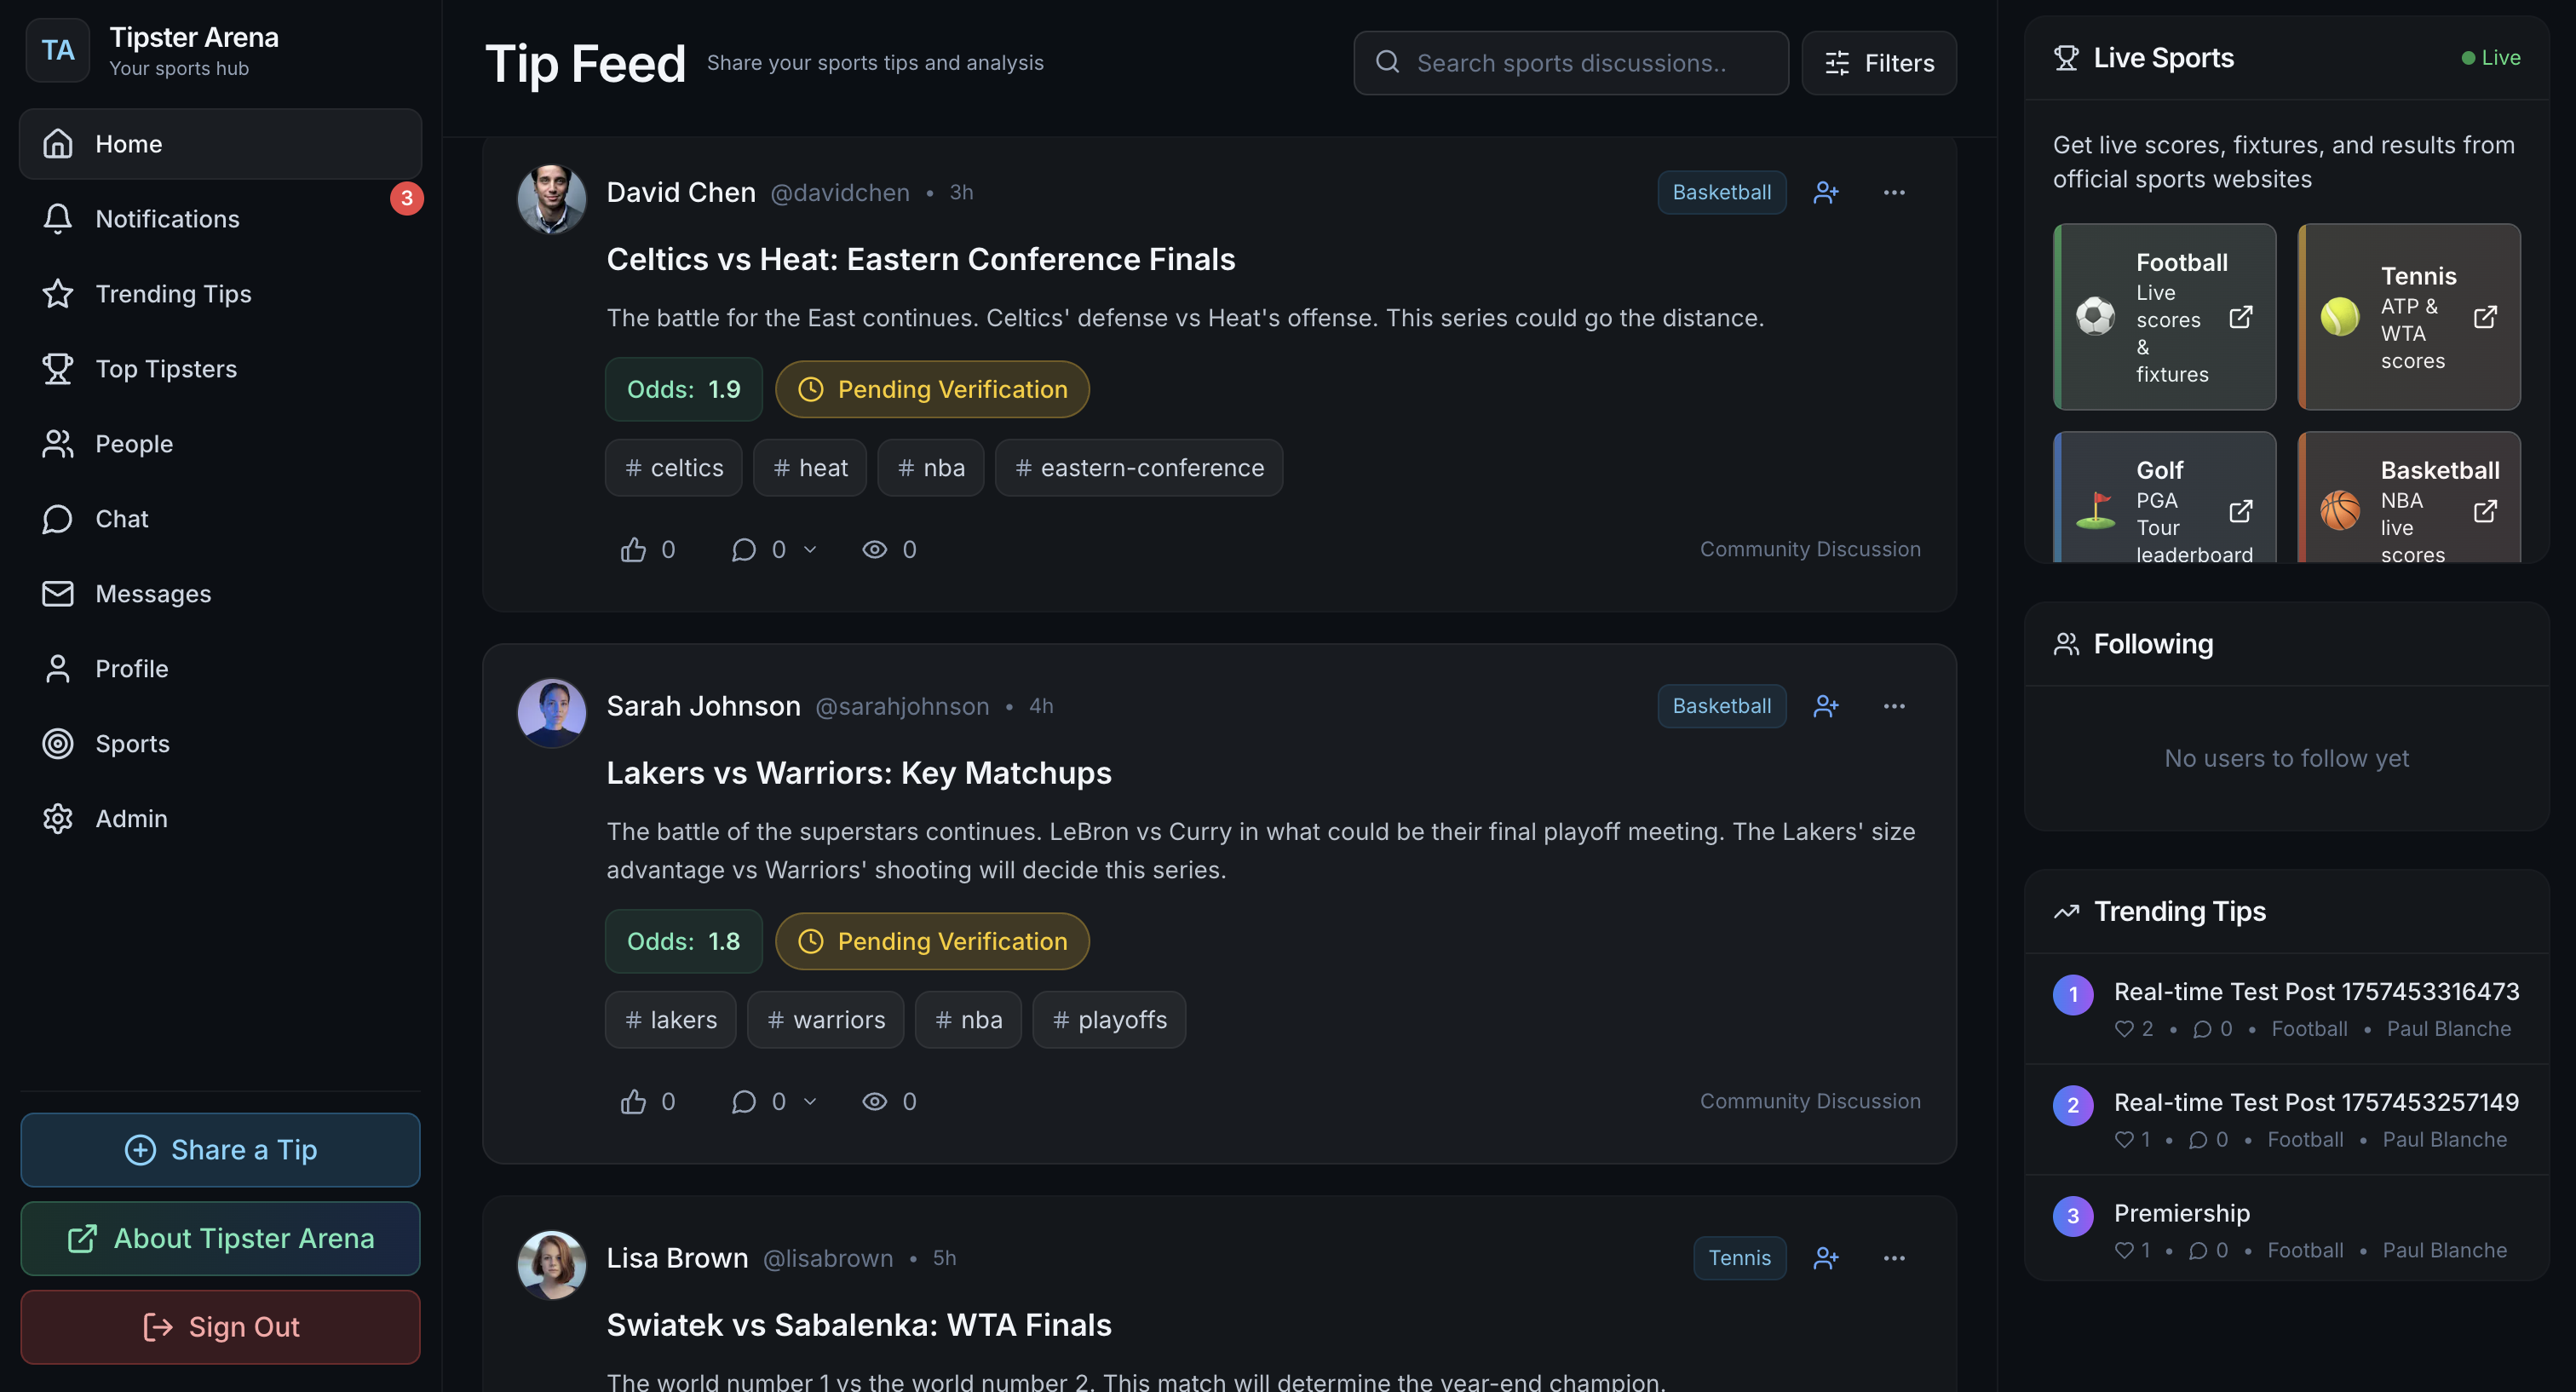 TA
Tipster Arena
Your sports hub
Home
Notifications
3
Trending Tips
Top Tipsters
People
Chat
Messages
Profile
Sports
Admin
Share a Tip
About Tipster Arena
Sign Out
Tip Feed
Share your sports tips and analysis
Search sports discussions..
Filters
David Chen @davidchen • 3h
Basketball
Celtics vs Heat: Eastern Conference Finals
The battle for the East continues. Celtics' defense vs Heat's offense. This series could go the distance.
Odds: 1.9
Pending Verification
# celtics # heat # nba # eastern-conference
0 0 0
Community Discussion
Sarah Johnson @sarahjohnson • 4h
Basketball
Lakers vs Warriors: Key Matchups
The battle of the superstars continues. LeBron vs Curry in what could be their final playoff meeting. The Lakers' size
advantage vs Warriors' shooting will decide this series.
Odds: 1.8
Pending Verification
# lakers # warriors # nba # playoffs
0 0 0
Community Discussion
Lisa Brown @lisabrown • 5h
Tennis
Swiatek vs Sabalenka: WTA Finals
The world number 1 vs the world number 2. This match will determine the year-end champion.
Live Sports
Live
Get live scores, fixtures, and results from
official sports websites
Football
Live
scores
&
fixtures
Tennis
ATP &
WTA
scores
Golf
PGA
Tour
leaderboard
Basketball
NBA
live
scores
Following
No users to follow yet
Trending Tips
1
Real-time Test Post 1757453316473
2 • 0 • Football • Paul Blanche
2
Real-time Test Post 1757453257149
1 • 0 • Football • Paul Blanche
3
Premiership
1 • 0 • Football • Paul Blanche